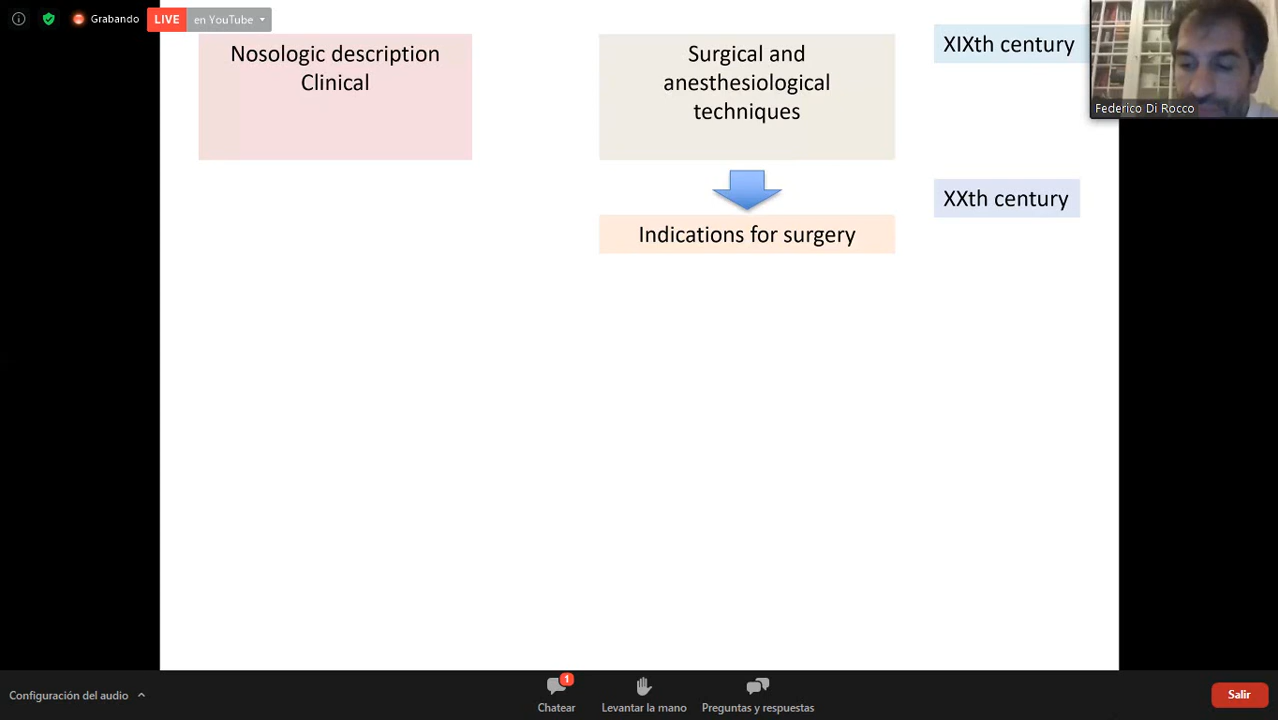 Grabando
LIVE
en YouTube
Nosologic description
Clinical
Surgical and
anesthesiological
techniques
XIXth century
Federico Di Rocco
XXth century
Indications for surgery
Configuración del audio
1
Chatear
Levantar la mano
Preguntas y respuestas
Salir